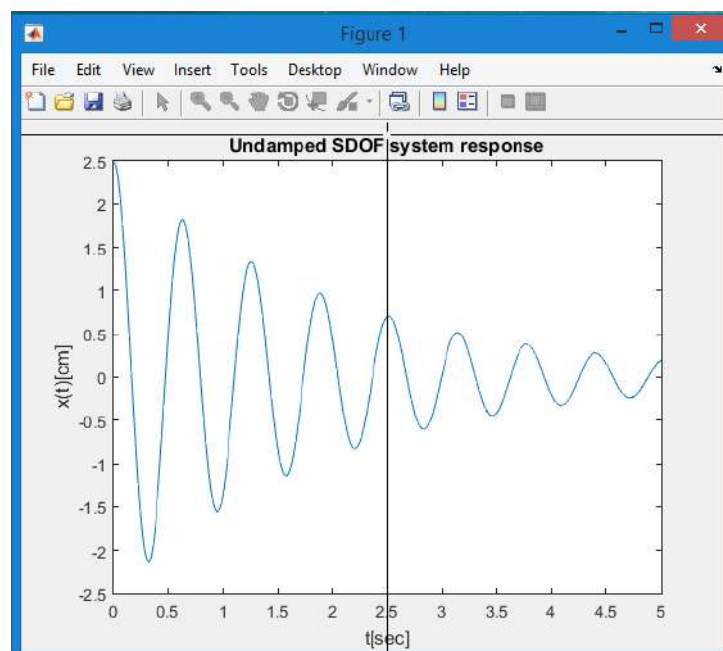 Figure 1
File Edit View Insert Tools Desktop Window Help
Undamped SDOF system response
2.5
2
1.5
1
0.5
0
-0.5
-1
-1.5
-2
-2.5
x(t)[cm]
0 0.5 1 1.5 2 2.5 3 3.5 4 4.5 5
t[sec]